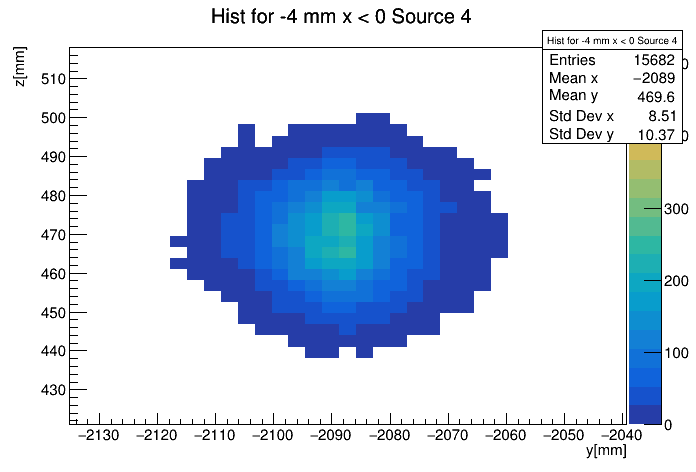 Hist for -4 mm x < 0 Source 4
z[mm]
Hist for -4 mm x < 0 Source 4
Entries 15682
Mean x −2089
Mean y 469.6
Std Dev x 8.51
Std Dev y 10.37
510
500
490
480
470
460
450
440
430
0
0
300
200
100
0
−2130 −2120 −2110 −2100 −2090 −2080 −2070 −2060 −2050 −2040
y[mm]